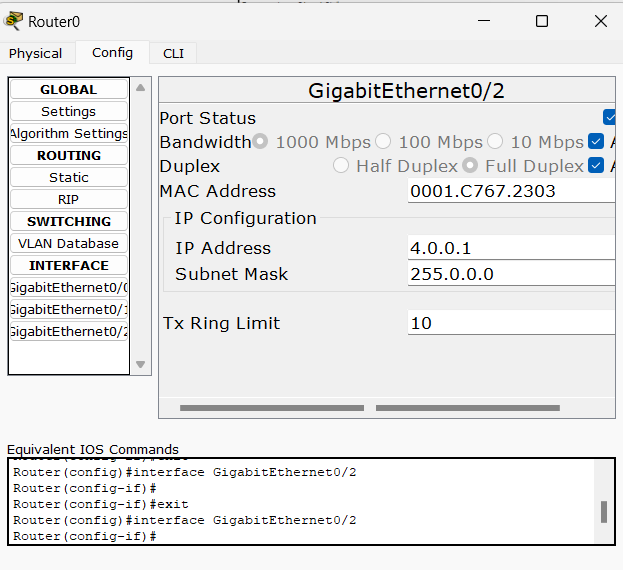 Router0
Physical Config CLI
GLOBAL
Settings
Algorithm Settings
ROUTING
Static
RIP
SWITCHING
VLAN Database
INTERFACE
GigabitEthernet0/0
GigabitEthernet0/1
GigabitEthernet0/2
GigabitEthernet0/2
Port Status
Bandwidth 1000 Mbps 100 Mbps 10 Mbps A
Duplex Half Duplex Full Duplex A
MAC Address 0001.C767.2303
IP Configuration
IP Address 4.0.0.1
Subnet Mask 255.0.0.0
Tx Ring Limit 10
Equivalent IOS Commands
Router(config-if)#exit
Router(config)#interface GigabitEthernet0/2
Router(config-if)#
Router(config-if)#exit
Router(config)#interface GigabitEthernet0/2
Router(config-if)#